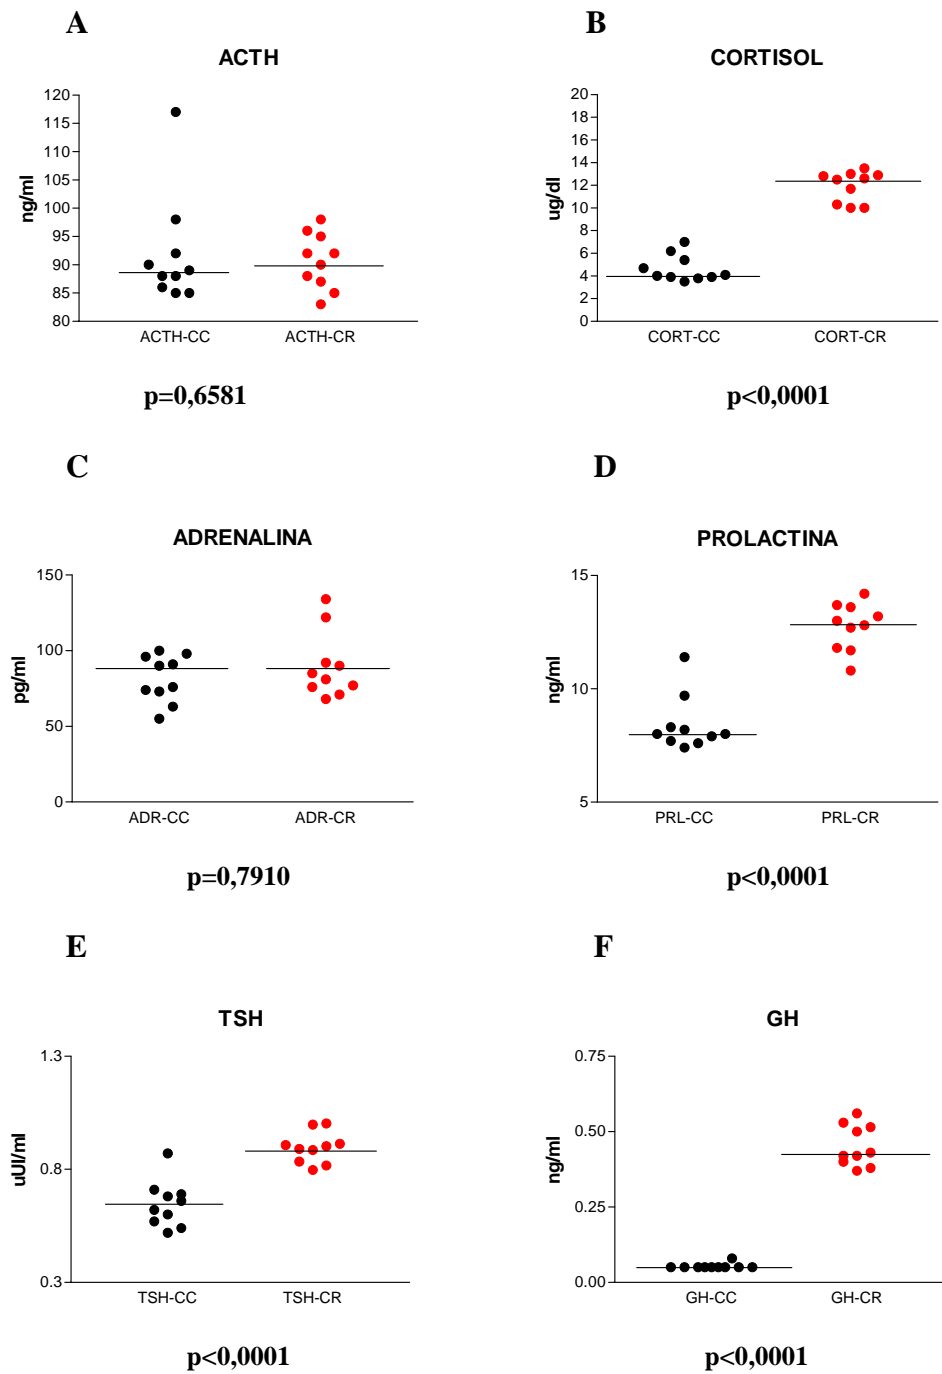 A
ACTH
ng/ml
120
115
110
105
100
95
90
85
80
ACTH-CC
ACTH-CR
p=0,6581
B
CORTISOL
ug/dl
20
18
16
14
12
10
8
6
4
2
0
CORT-CC
CORT-CR
p<0,0001
C
ADRENALINA
pg/ml
150
100
50
0
ADR-CC
ADR-CR
p=0,7910
D
PROLACTINA
ng/ml
15
10
5
PRL-CC
PRL-CR
p<0,0001
E
TSH
uUI/ml
1.3
0.8
0.3
TSH-CC
TSH-CR
p<0,0001
F
GH
ng/ml
0.75
0.50
0.25
0.00
GH-CC
GH-CR
p<0,0001